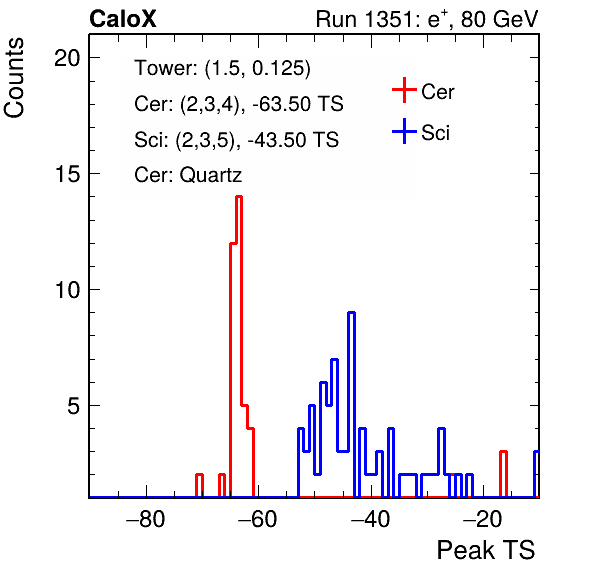 CaloX Run 1351: e⁺, 80 GeV
Counts
Tower: (1.5, 0.125)
Cer: (2,3,4), -63.50 TS
Sci: (2,3,5), -43.50 TS
Cer: Quartz
Cer
Sci
20
15
10
5
−80 −60 −40 −20
Peak TS